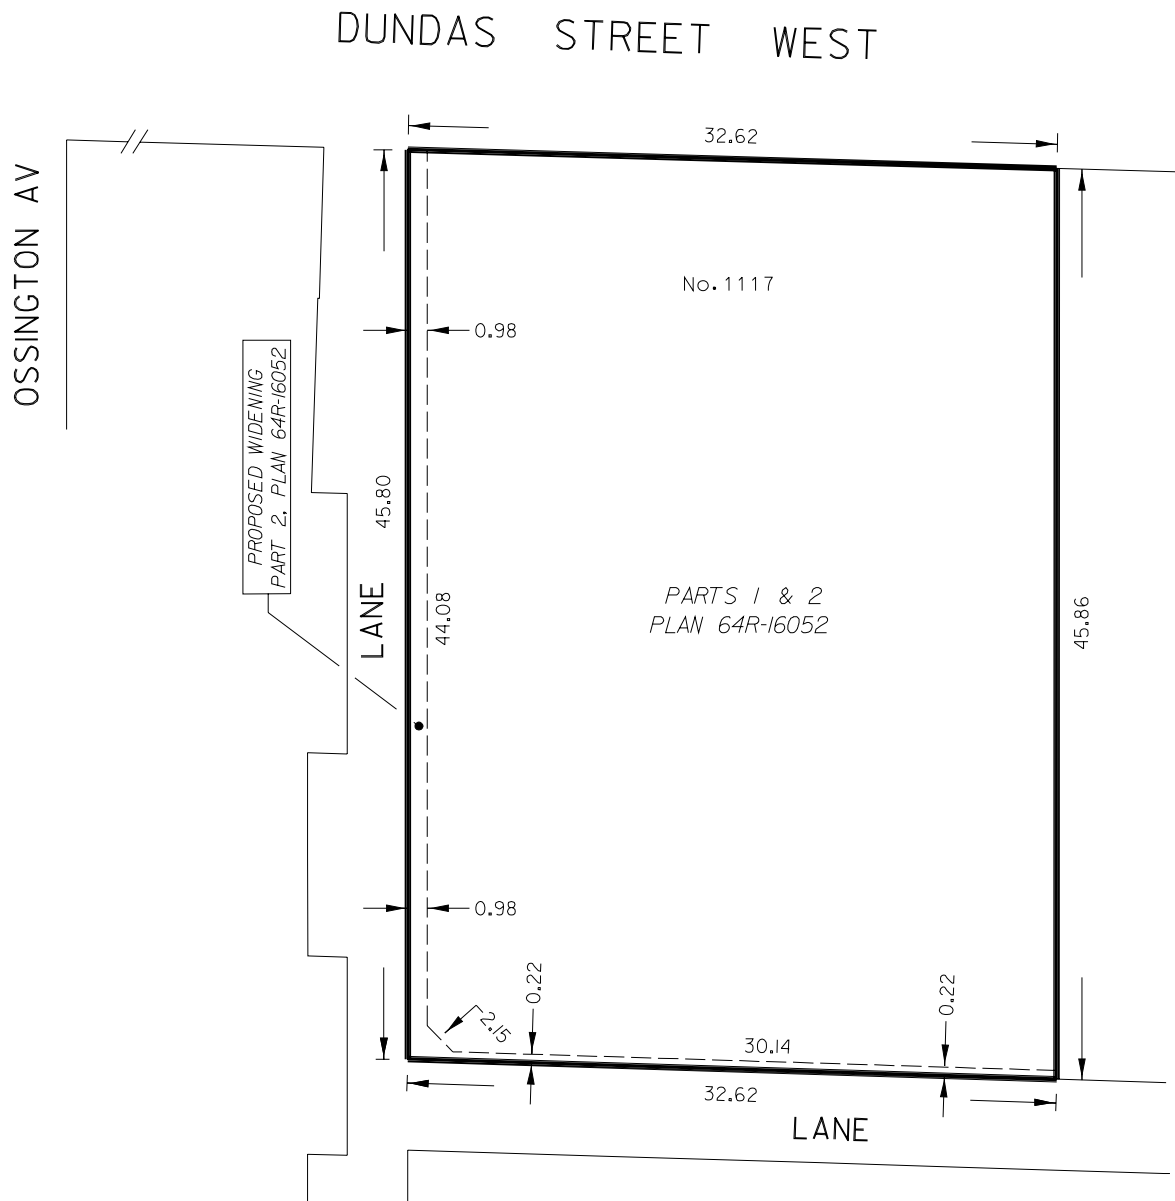 DUNDAS STREET WEST
32.62
OSSINGTON AV
No. 1117
0.98
PROPOSED WIDENING
PART 2, PLAN 64R-16052
45.80
LANE
44.08
PARTS 1 & 2
PLAN 64R-16052
45.86
0.98
0.22
0.22
2.15
30.14
32.62
LANE